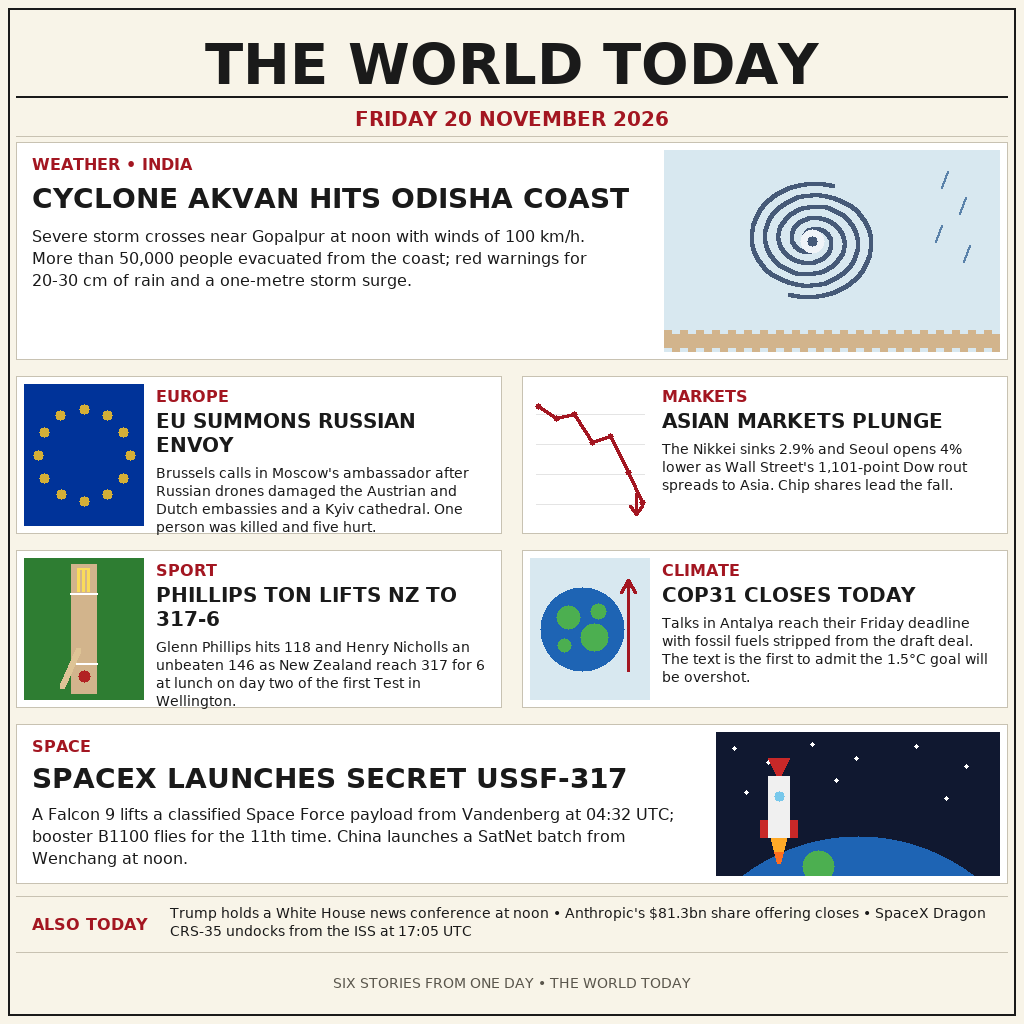 THE WORLD TODAY
FRIDAY 20 NOVEMBER 2026
WEATHER • INDIA
CYCLONE AKVAN HITS ODISHA COAST
Severe storm crosses near Gopalpur at noon with winds of 100 km/h.
More than 50,000 people evacuated from the coast; red warnings for
20-30 cm of rain and a one-metre storm surge.
EUROPE
EU SUMMONS RUSSIAN
ENVOY
Brussels calls in Moscow's ambassador after
Russian drones damaged the Austrian and
Dutch embassies and a Kyiv cathedral. One
person was killed and five hurt.
MARKETS
ASIAN MARKETS PLUNGE
The Nikkei sinks 2.9% and Seoul opens 4%
lower as Wall Street's 1,101-point Dow rout
spreads to Asia. Chip shares lead the fall.
SPORT
PHILLIPS TON LIFTS NZ TO
317-6
Glenn Phillips hits 118 and Henry Nicholls an
unbeaten 146 as New Zealand reach 317 for 6
at lunch on day two of the first Test in
Wellington.
CLIMATE
COP31 CLOSES TODAY
Talks in Antalya reach their Friday deadline
with fossil fuels stripped from the draft deal.
The text is the first to admit the 1.5°C goal will
be overshot.
SPACE
SPACEX LAUNCHES SECRET USSF-317
A Falcon 9 lifts a classified Space Force payload from Vandenberg at 04:32 UTC;
booster B1100 flies for the 11th time. China launches a SatNet batch from
Wenchang at noon.
ALSO TODAY
Trump holds a White House news conference at noon • Anthropic's $81.3bn share offering closes • SpaceX Dragon
CRS-35 undocks from the ISS at 17:05 UTC
SIX STORIES FROM ONE DAY • THE WORLD TODAY